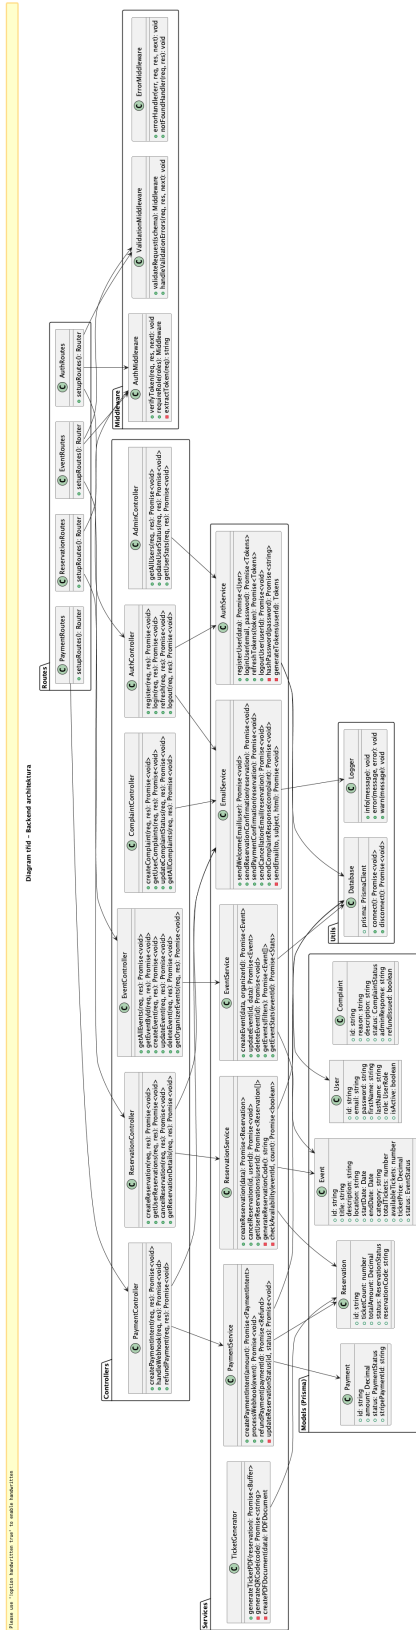 Please use '!option handwritten true' to enable handwritten
Diagram tříd - Backend architektura
Routes
PaymentRoutes
setupRoutes(): Router
ReservationRoutes
setupRoutes(): Router
EventRoutes
setupRoutes(): Router
AuthRoutes
setupRoutes(): Router
Middleware
AuthMiddleware
verifyToken(req, res, next): void
requireRole(roles): Middleware
extractToken(req): string
ValidationMiddleware
validateRequest(schema): Middleware
handleValidationErrors(req, res, next): void
ErrorMiddleware
errorHandler(err, req, res, next): void
notFoundHandler(req, res): void
Controllers
PaymentController
createPaymentIntent(req, res): Promise<void>
handleWebhook(req, res): Promise<void>
refundPayment(req, res): Promise<void>
ReservationController
createReservation(req, res): Promise<void>
getUserReservations(req, res): Promise<void>
cancelReservation(req, res): Promise<void>
getReservationDetails(req, res): Promise<void>
EventController
getAllEvents(req, res): Promise<void>
getEventById(req, res): Promise<void>
createEvent(req, res): Promise<void>
updateEvent(req, res): Promise<void>
deleteEvent(req, res): Promise<void>
getOrganizerEvents(req, res): Promise<void>
ComplaintController
createComplaint(req, res): Promise<void>
getUserComplaints(req, res): Promise<void>
updateComplaintStatus(req, res): Promise<void>
getAllComplaints(req, res): Promise<void>
AuthController
register(req, res): Promise<void>
login(req, res): Promise<void>
refresh(req, res): Promise<void>
logout(req, res): Promise<void>
AdminController
getAllUsers(req, res): Promise<void>
updateUserStatus(req, res): Promise<void>
getUserStats(req, res): Promise<void>
Services
TicketGenerator
generateTicketPDF(reservation): Promise<Buffer>
generateQRCode(code): Promise<string>
createPDFDocument(data): PDFDocument
PaymentService
createPaymentIntent(amount): Promise<PaymentIntent>
processWebhook(event): Promise<void>
refundPayment(paymentId): Promise<Refund>
updateReservationStatus(id, status): Promise<void>
ReservationService
createReservation(data): Promise<Reservation>
cancelReservation(id, userId): Promise<void>
getUserReservations(userId): Promise<Reservation[]>
generateReservationCode(): string
checkAvailability(eventId, count): Promise<boolean>
EventService
createEvent(data, organizerId): Promise<Event>
updateEvent(id, data): Promise<Event>
deleteEvent(id): Promise<void>
getEvents(filters): Promise<Event[]>
getEventStats(eventId): Promise<Stats>
EmailService
sendWelcomeEmail(user): Promise<void>
sendReservationConfirmation(reservation): Promise<void>
sendPaymentConfirmation(reservation): Promise<void>
sendCancellationEmail(reservation): Promise<void>
sendComplaintResponse(complaint): Promise<void>
sendEmail(to, subject, html): Promise<void>
AuthService
registerUser(data): Promise<User>
loginUser(email, password): Promise<Tokens>
refreshTokens(token): Promise<Tokens>
logoutUser(userId): Promise<void>
hashPassword(password): Promise<string>
generateTokens(userId): Tokens
Utils
Database
prisma: PrismaClient
connect(): Promise<void>
disconnect(): Promise<void>
Logger
info(message): void
error(message, error): void
warn(message): void
Models (Prisma)
Payment
id: string
amount: Decimal
status: PaymentStatus
stripePaymentId: string
Reservation
id: string
ticketCount: number
totalAmount: Decimal
status: ReservationStatus
reservationCode: string
Event
id: string
title: string
description: string
location: string
startDate: Date
endDate: Date
category: string
totalTickets: number
availableTickets: number
ticketPrice: Decimal
status: EventStatus
User
id: string
email: string
password: string
firstName: string
lastName: string
role: UserRole
isActive: boolean
Complaint
id: string
reason: string
description: string
status: ComplaintStatus
adminResponse: string
refundIssued: boolean